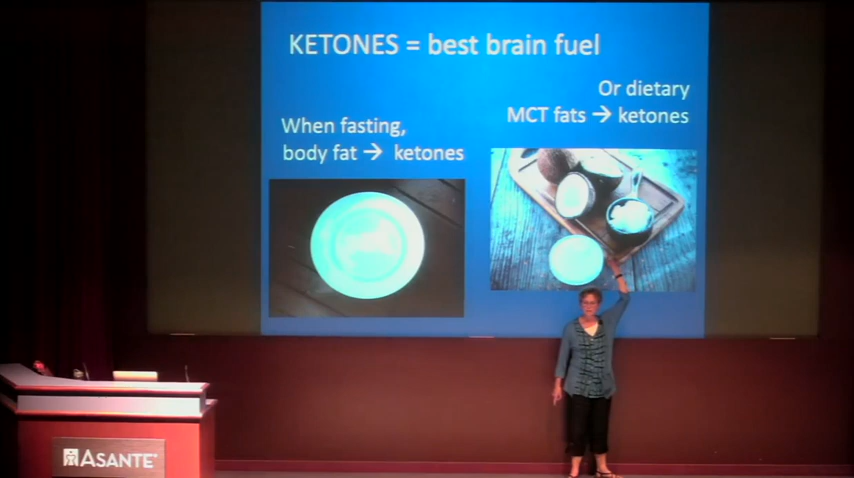 KETONES = best brain fuel
When fasting,
body fat → ketones
Or dietary
MCT fats → ketones
ASANTE